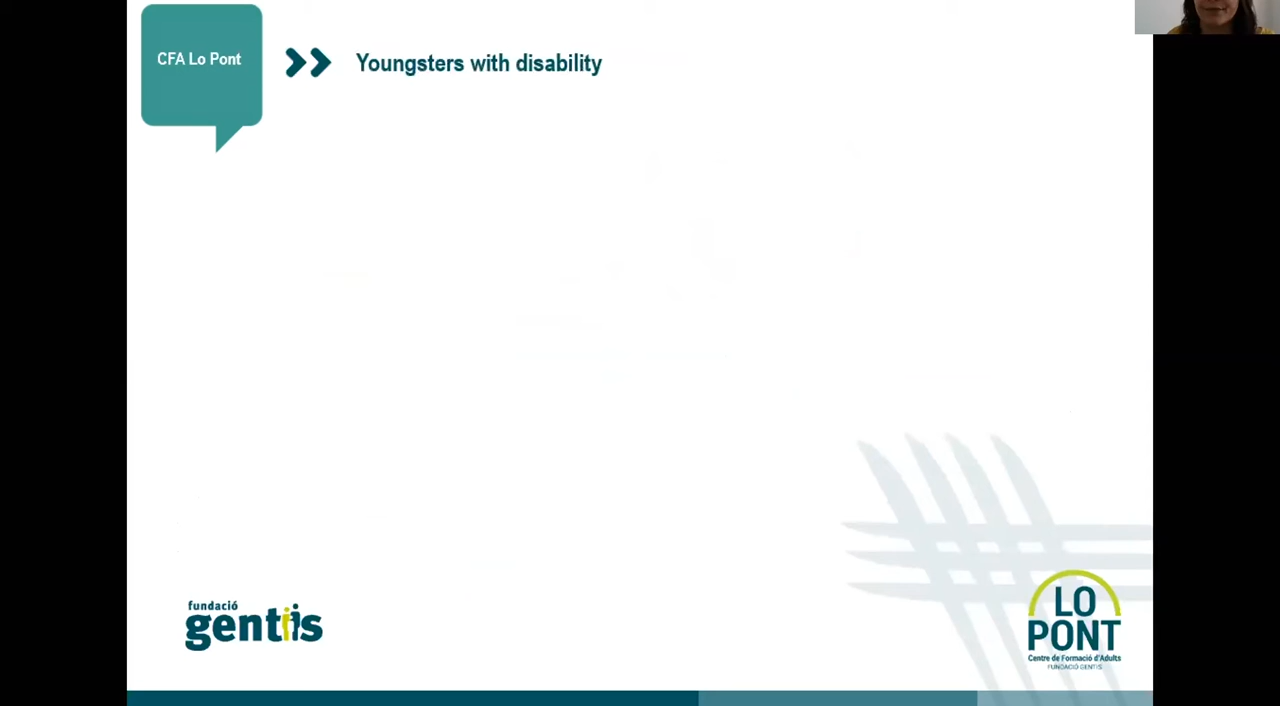 CFA Lo Pont
Youngsters with disability
fundació
gentis
LO
PONT
Centre de Formació d'Adults
FUNDACIÓ GENTIS